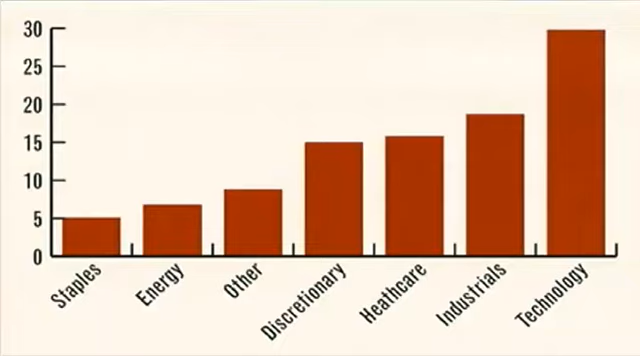 30
25
20
15
10
5
0
Staples
Energy
Other
Discretionary
Heathcare
Industrials
Technology